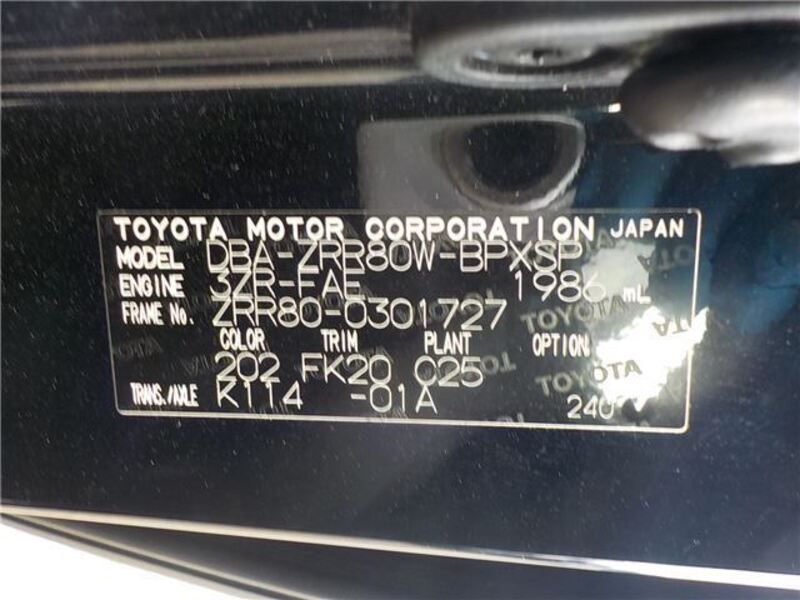 TOYOTA MOTOR CORPORATION JAPAN
MODEL DBA-ZRR80W-BPXSP
ENGINE 3ZR-FAE 1986 mL
FRAME No. ZRR80-0301727
COLOR TRIM PLANT OPTION
202 FK20 025
TRANS./AXLE K114 -01A 240